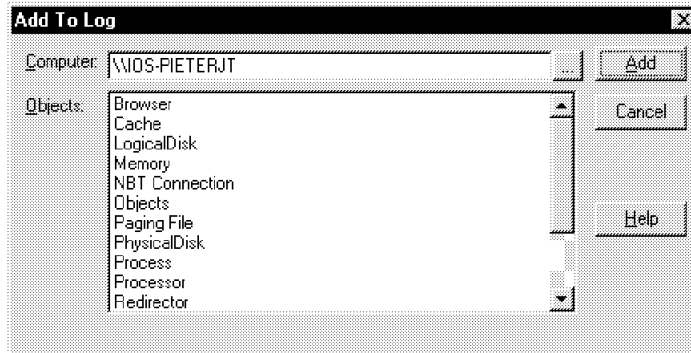 Add To Log
Computer: \\IOS-PIETERJT ... Add
Objects: Browser Cancel
Cache
LogicalDisk
Memory
NBT Connection
Objects
Paging File Help
PhysicalDisk
Process
Processor
Redirector